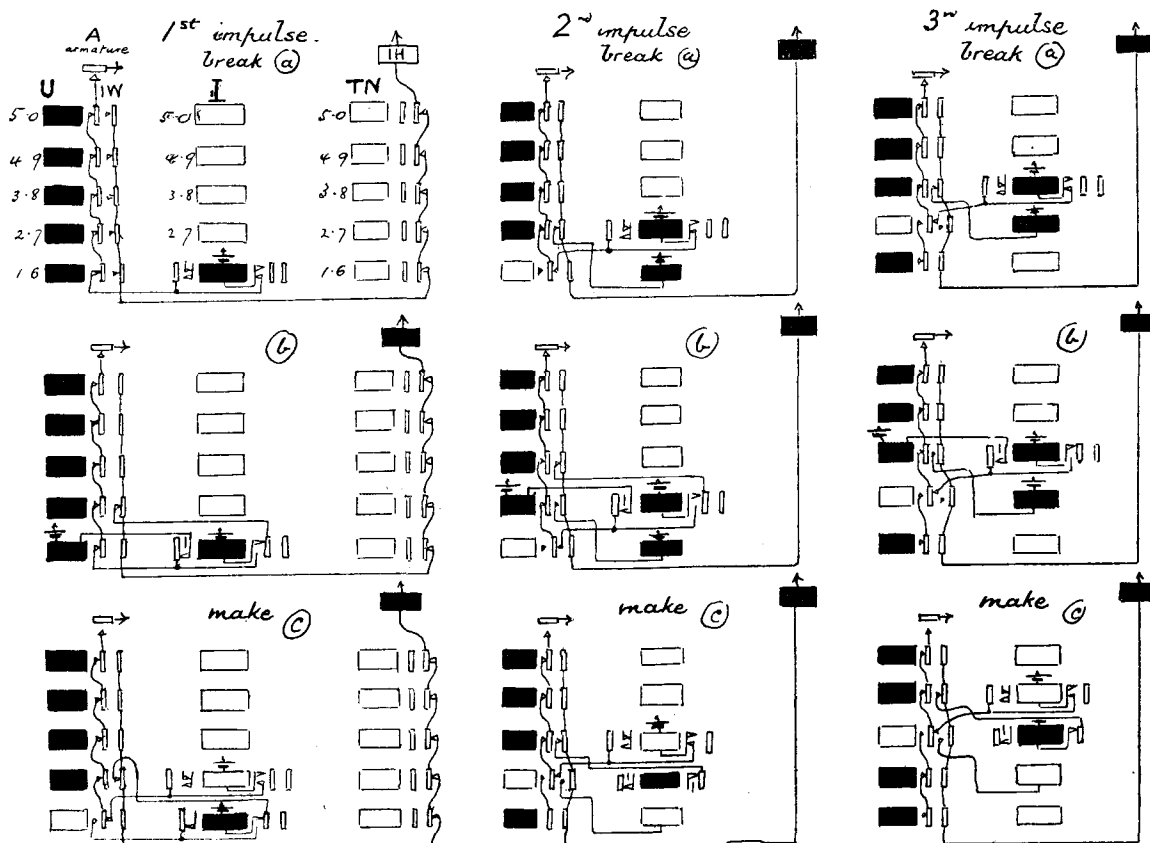 A
armature
1st impulse.
break (a)
IH
2nd impulse
break (a)
3rd impulse
break (a)
U
IW
I
TN
5.0 5.0 5.0
4 9 4.9 4 9
3.8 3.8 3.8
2.7 2 7 2.7
1 6 1.6
(b)
(b)
(b)
make (c)
make (c)
make (c)